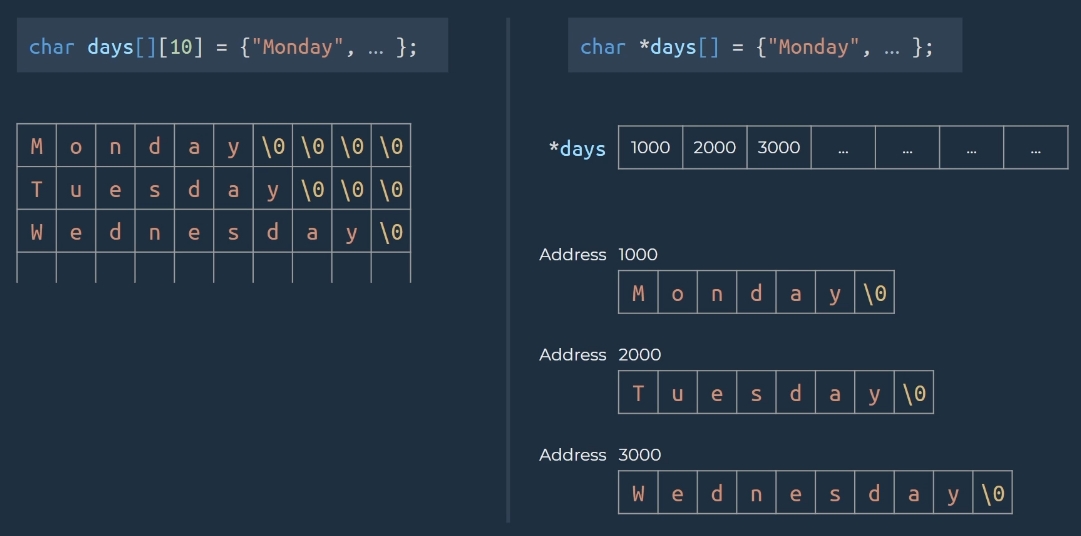 char days[][10] = {"Monday", … };
M o n d a y \0 \0 \0 \0
T u e s d a y \0 \0 \0
W e d n e s d a y \0
char *days[] = {"Monday", … };
*days 1000 2000 3000 ... ... ... ...
Address 1000
M o n d a y \0
Address 2000
T u e s d a y \0
Address 3000
W e d n e s d a y \0